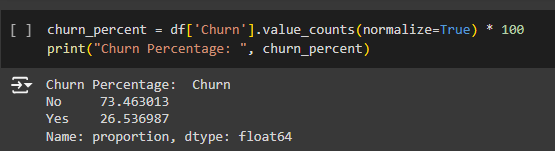 [ ] churn_percent = df['Churn'].value_counts(normalize=True) * 100
print("Churn Percentage: ", churn_percent)
Churn Percentage:  Churn
No     73.463013
Yes    26.536987
Name: proportion, dtype: float64